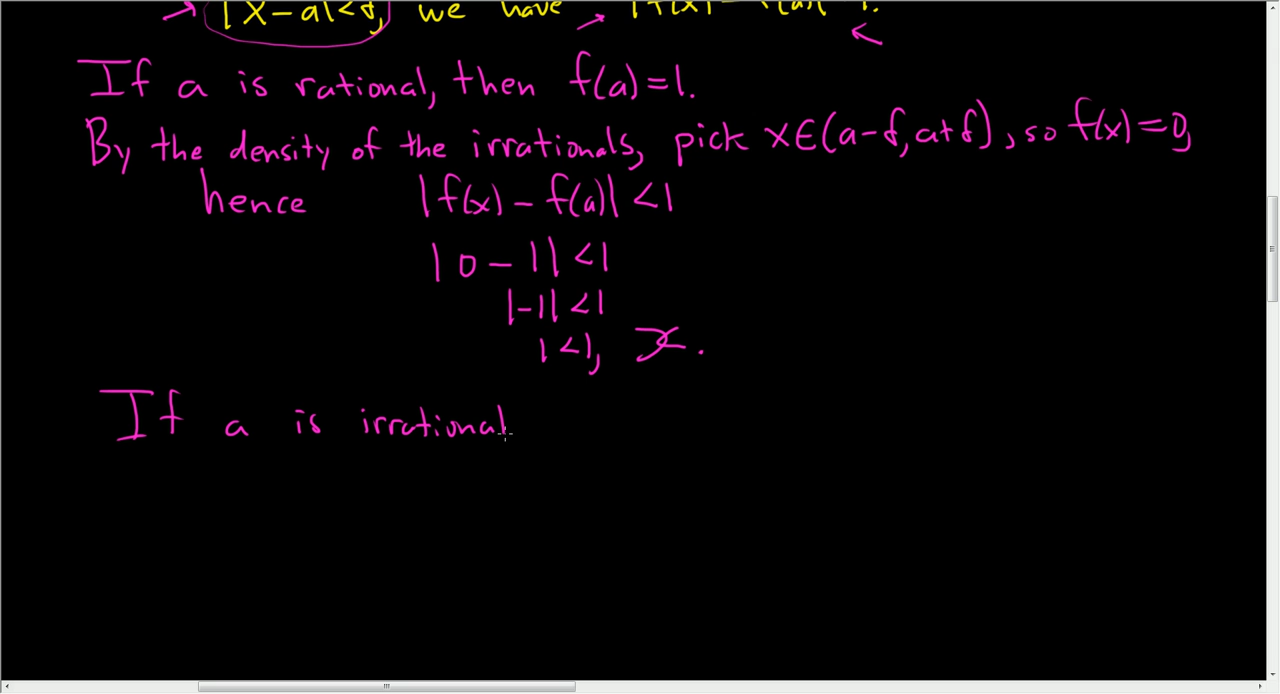 |x-a|<δ, we have
If a is rational, then f(a)=1.
By the density of the irrationals, pick x∈(a-δ, a+δ), so f(x)=0,
hence |f(x) - f(a)| <1
|0 - 1| <1
|-1| <1
1 <1,
If a is irrational